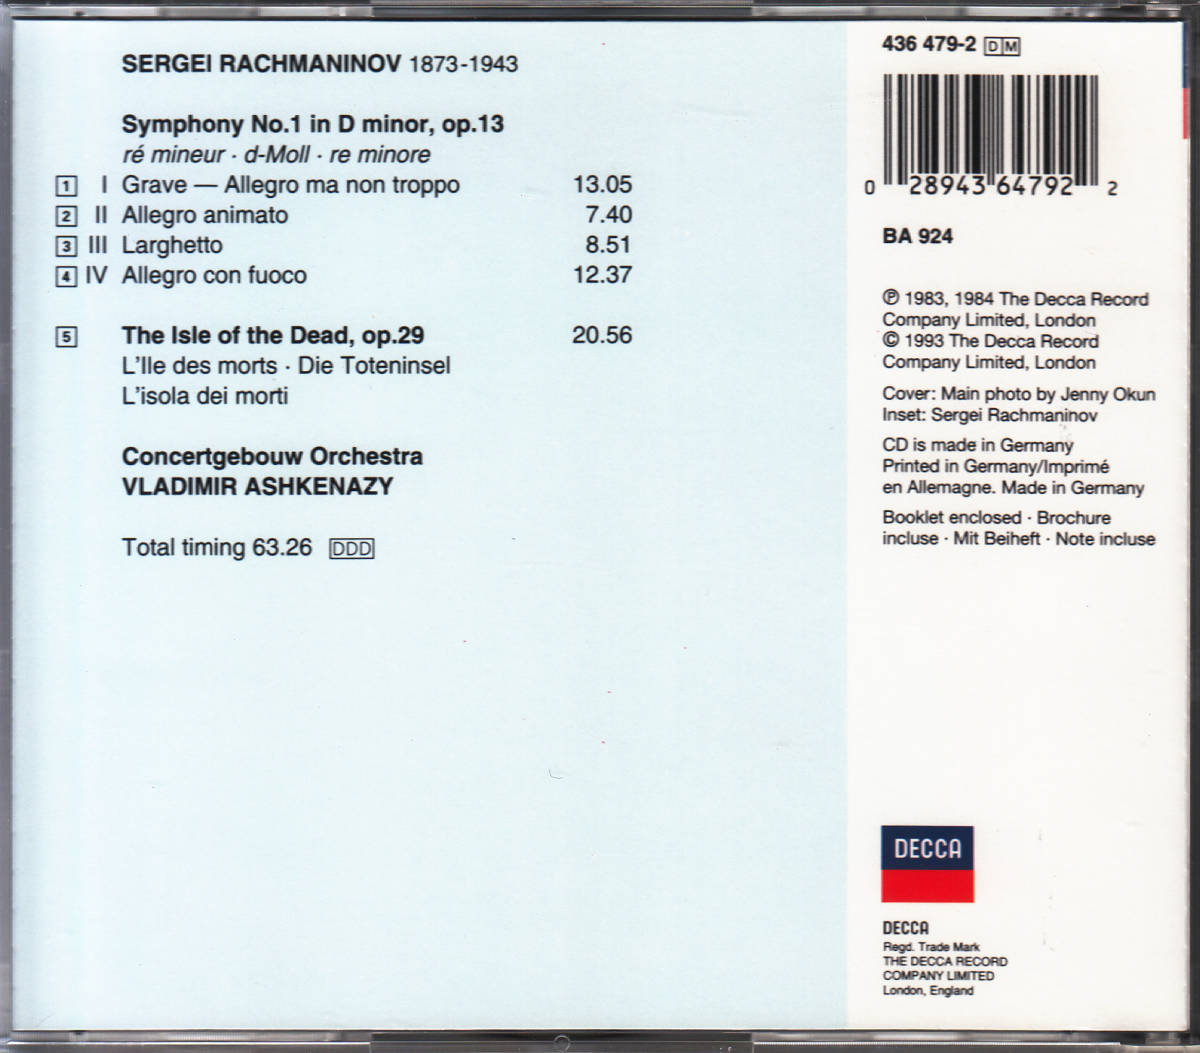 SERGEI RACHMANINOV 1873-1943
Symphony No.1 in D minor, op.13
ré mineur · d-Moll · re minore
1 I Grave — Allegro ma non troppo 13.05
2 II Allegro animato 7.40
3 III Larghetto 8.51
4 IV Allegro con fuoco 12.37
5 The Isle of the Dead, op.29 20.56
L'Ile des morts · Die Toteninsel
L'isola dei morti
Concertgebouw Orchestra
VLADIMIR ASHKENAZY
Total timing 63.26 DDD
436 479-2 DM
0 28943 64792 2
BA 924
℗ 1983, 1984 The Decca Record
Company Limited, London
© 1993 The Decca Record
Company Limited, London
Cover: Main photo by Jenny Okun
Inset: Sergei Rachmaninov
CD is made in Germany
Printed in Germany/Imprimé
en Allemagne. Made in Germany
Booklet enclosed · Brochure
incluse · Mit Beiheft · Note incluse
DECCA
DECCA
Regd. Trade Mark
THE DECCA RECORD
COMPANY LIMITED
London, England